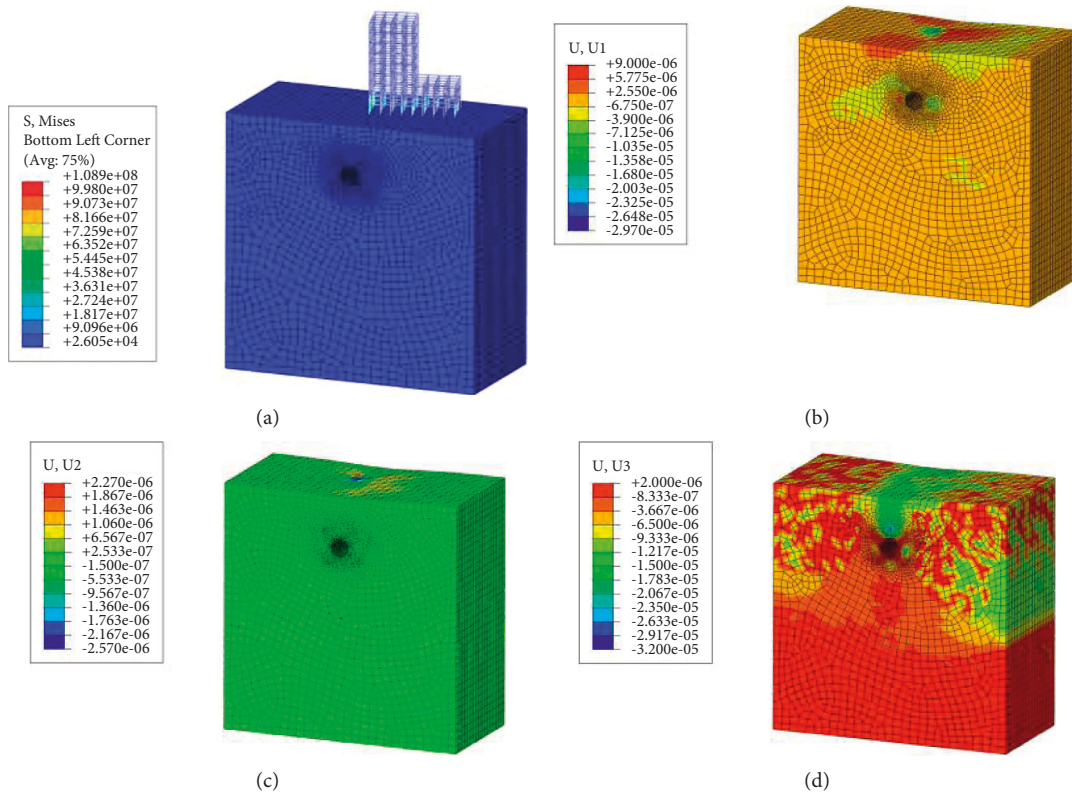 S, Mises
Bottom Left Corner
(Avg: 75%)
+1.089e+08
+9.980e+07
+9.073e+07
+8.166e+07
+7.259e+07
+6.352e+07
+5.445e+07
+4.538e+07
+3.631e+07
+2.724e+07
+1.817e+07
+9.096e+06
+2.605e+04
(a)
U, U1
+9.000e-06
+5.775e-06
+2.550e-06
-6.750e-07
-3.900e-06
-7.125e-06
-1.035e-05
-1.358e-05
-1.680e-05
-2.003e-05
-2.325e-05
-2.648e-05
-2.970e-05
(b)
U, U2
+2.270e-06
+1.867e-06
+1.463e-06
+1.060e-06
+6.567e-07
+2.533e-07
-1.500e-07
-5.533e-07
-9.567e-07
-1.360e-06
-1.763e-06
-2.167e-06
-2.570e-06
(c)
U, U3
+2.000e-06
-8.333e-07
-3.667e-06
-6.500e-06
-9.333e-06
-1.217e-05
-1.500e-05
-1.783e-05
-2.067e-05
-2.350e-05
-2.633e-05
-2.917e-05
-3.200e-05
(d)